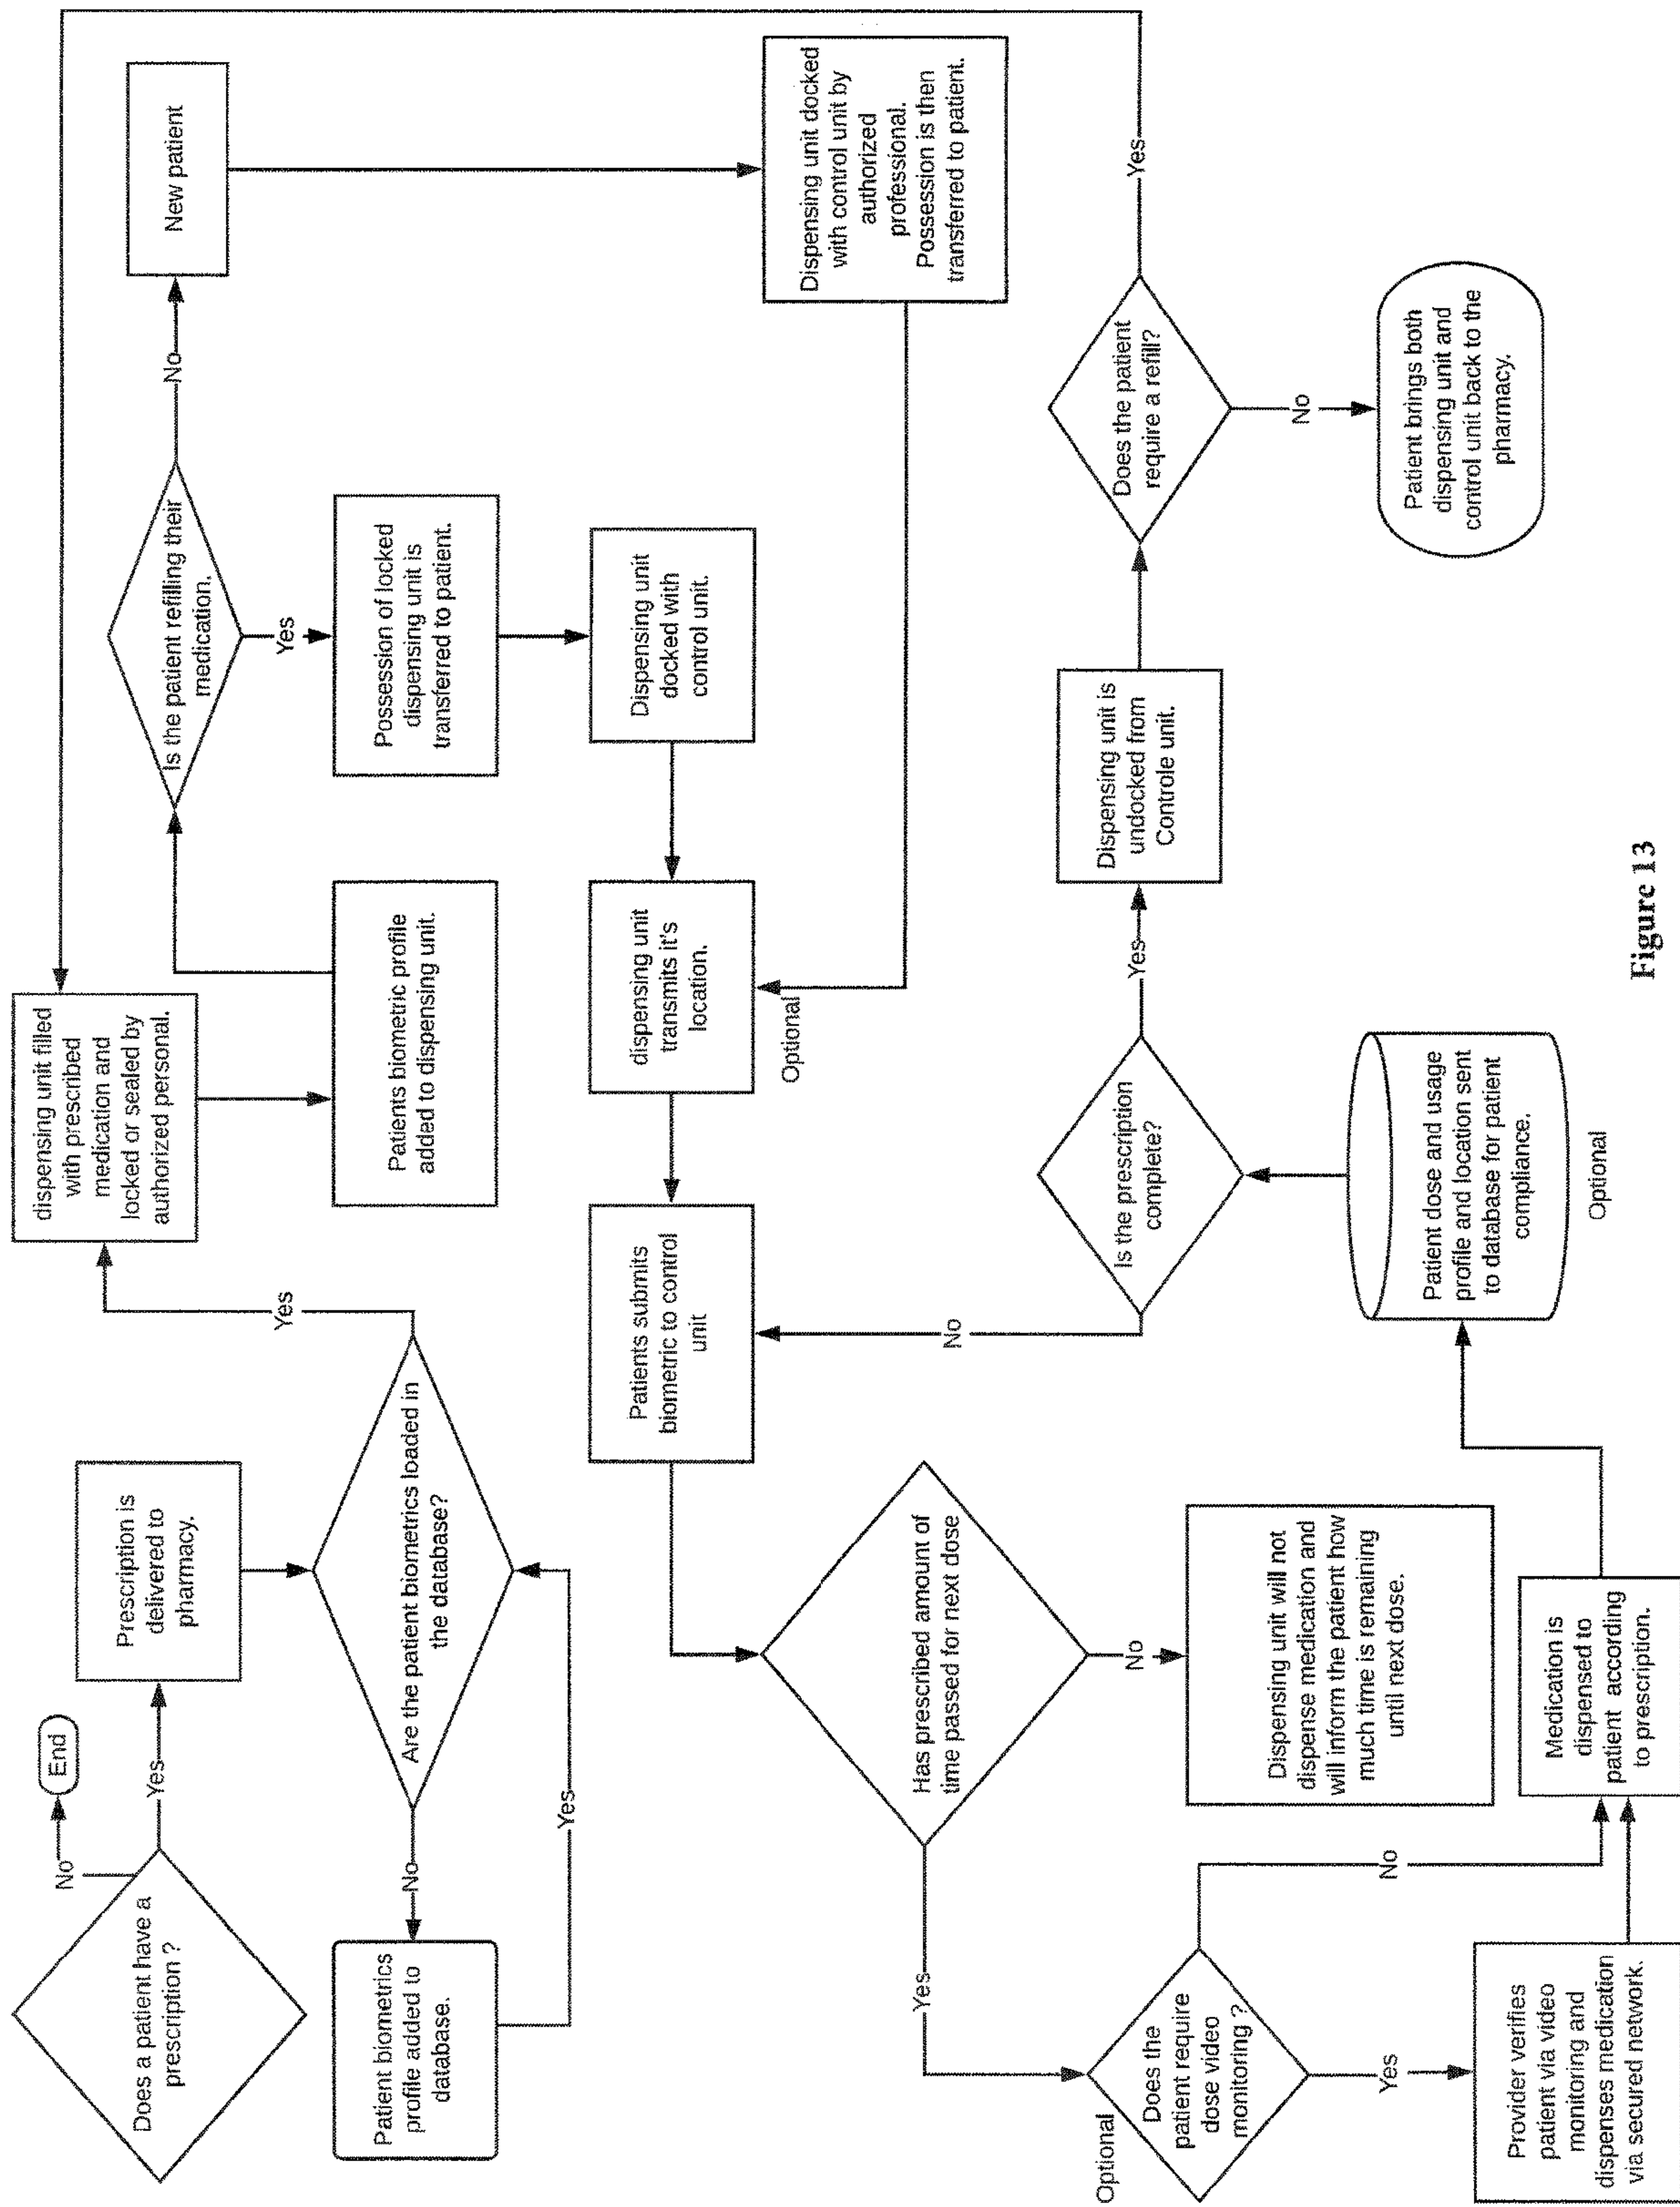 Does a patient have a
prescription ?
No
End
Yes
Prescription is
delivered to
pharmacy.
Are the patient biometrics loaded in
the database?
No
Patient biometrics
profile added to
database.
Yes
Yes
dispensing unit filled
with prescribed
medication and
locked or sealed by
authorized personal.
Patients biometric profile
added to dispensing unit.
Is the patient refilling their
medication.
No
New patient
Yes
Possession of locked
dispensing unit is
transferred to patient.
Dispensing unit
docked with
control unit.
Dispensing unit docked
with control unit by
authorized
professional.
Possession is then
transferred to patient.
dispensing unit
transmits it's
location.
Optional
Patients submits
biometric to control
unit
Has prescribed amount of
time passed for next dose
No
Dispensing unit will not
dispense medication and
will inform the patient how
much time is remaining
until next dose.
Yes
Optional
Does the
patient require
dose video
monitoring ?
No
Yes
Provider verifies
patient via video
monitoring and
dispenses medication
via secured network.
Medication is
dispensed to
patient according
to prescription.
Patient dose and usage
profile and location sent
to database for patient
compliance.
Optional
Is the prescription
complete?
No
Yes
Dispensing unit is
undocked from
Controle unit.
Does the patient
require a refill?
Yes
No
Patient brings both
dispensing unit and
control unit back to the
pharmacy.
Figure 13